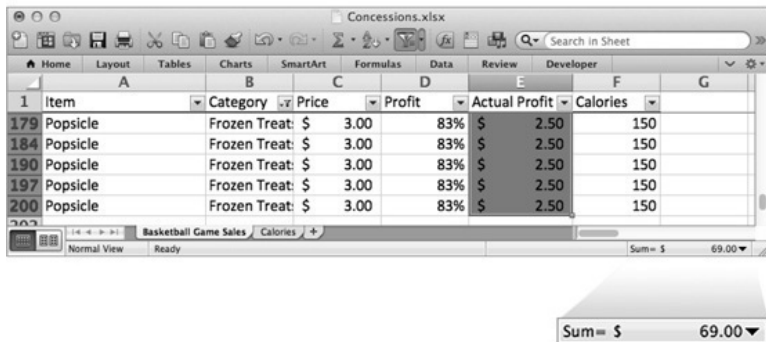 Concessions.xlsx
Search in Sheet
Home Layout Tables Charts SmartArt Formulas Data Review Developer
A B C D E F G
1 Item Category Price Profit Actual Profit Calories
179 Popsicle Frozen Treat $ 3.00 83% $ 2.50 150
184 Popsicle Frozen Treat $ 3.00 83% $ 2.50 150
190 Popsicle Frozen Treat $ 3.00 83% $ 2.50 150
197 Popsicle Frozen Treat $ 3.00 83% $ 2.50 150
200 Popsicle Frozen Treat $ 3.00 83% $ 2.50 150
Basketball Game Sales Calories +
Normal View Ready Sum= $ 69.00
Sum= $ 69.00